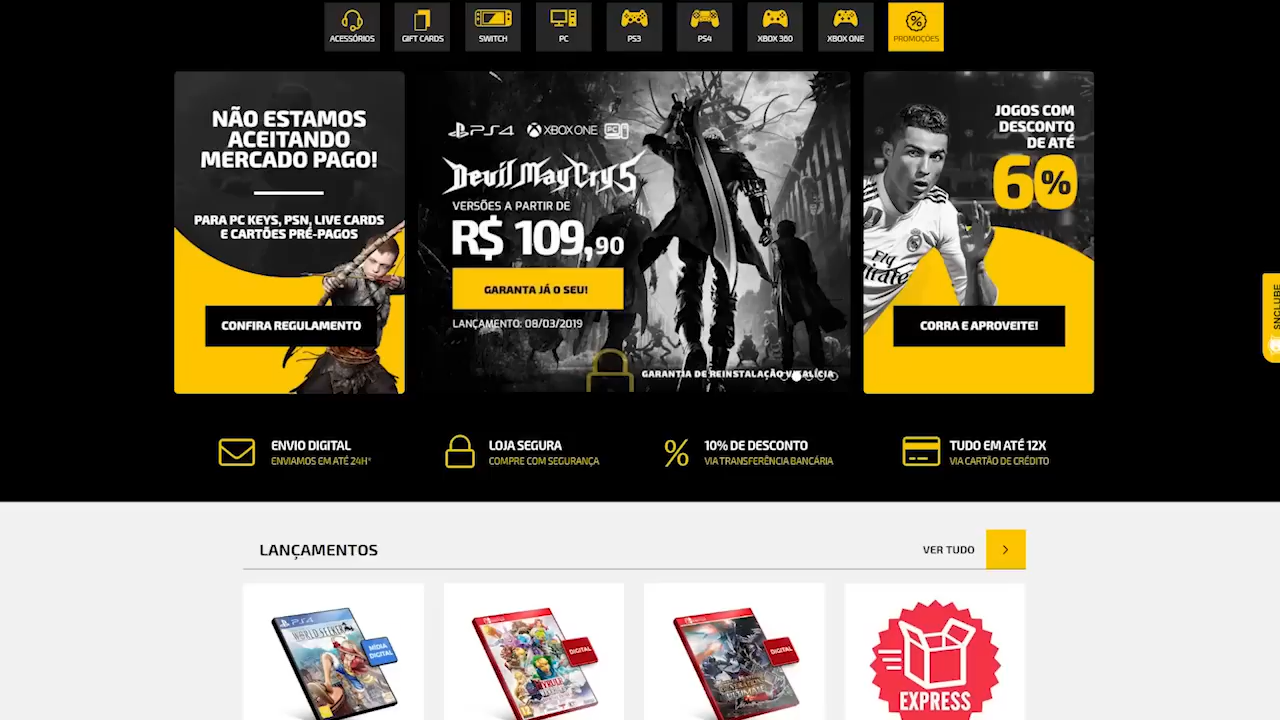 ACESSÓRIOS
GIFT CARDS
SWITCH
PC
PS3
PS4
XBOX 360
XBOX ONE
PROMOÇÕES
NÃO ESTAMOS
ACEITANDO
MERCADO PAGO!
PARA PC KEYS, PSN, LIVE CARDS
E CARTÕES PRÉ-PAGOS
CONFIRA REGULAMENTO
PS4 XBOX ONE PC
Devil May Cry 5
VERSÕES A PARTIR DE
R$ 109,90
GARANTA JÁ O SEU!
LANÇAMENTO: 08/03/2019
GARANTIA DE REINSTALAÇÃO VITALÍCIA
JOGOS COM
DESCONTO
DE ATÉ
60%
Fly
Emirates
CORRA E APROVEITE!
SNCLUBE
ENVIO DIGITAL
ENVIAMOS EM ATÉ 24H*
LOJA SEGURA
COMPRE COM SEGURANÇA
10% DE DESCONTO
VIA TRANSFERÊNCIA BANCÁRIA
TUDO EM ATÉ 12X
VIA CARTÃO DE CRÉDITO
LANÇAMENTOS
VER TUDO
PS4
WORLD SEEKER
MÍDIA
DIGITAL
DIGITAL
GENERATIONS
ULTIMATE
DIGITAL
EXPRESS